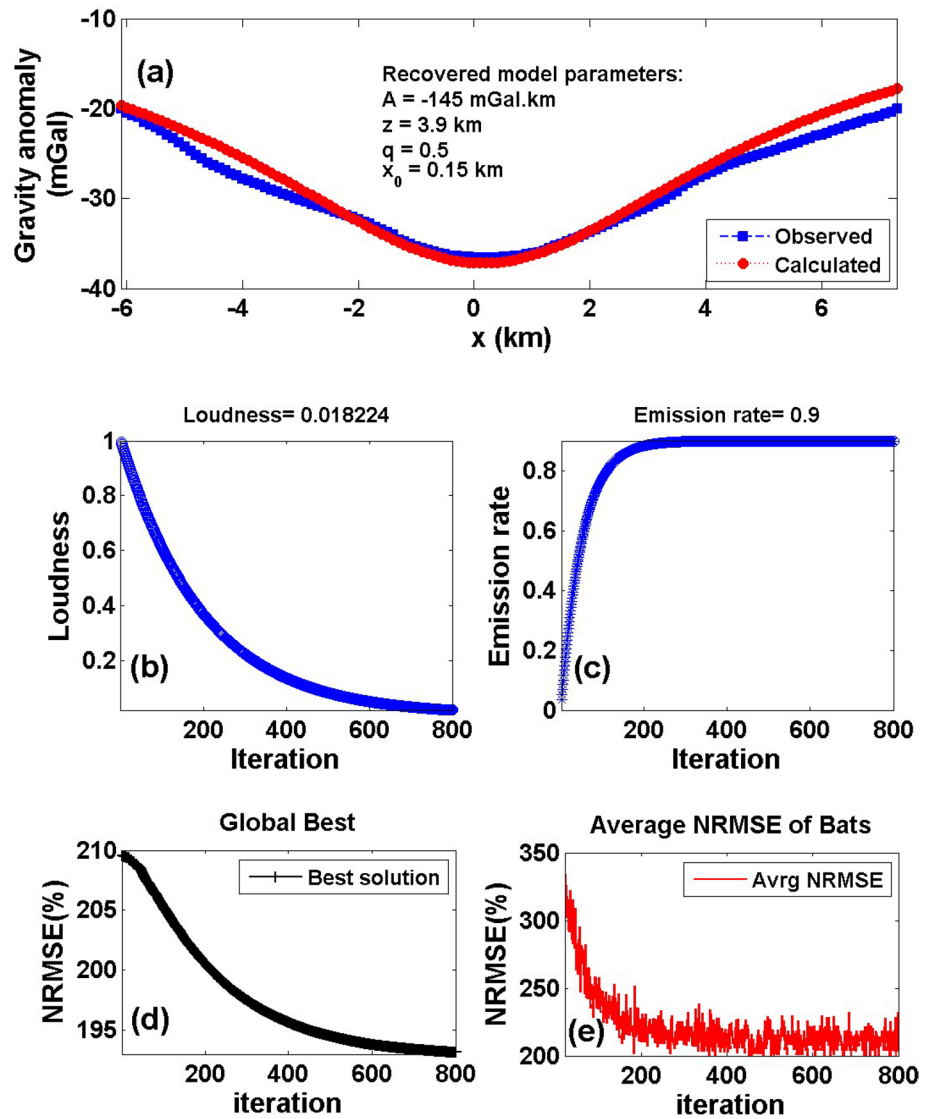 -10
-20
-30
-40
Gravity anomaly
(mGal)
(a)
Recovered model parameters:
A = -145 mGal.km
z = 3.9 km
q = 0.5
x0 = 0.15 km
Observed
Calculated
-6 -4 -2 0 2 4 6
x (km)
Loudness= 0.018224
1
0.8
0.6
0.4
0.2
Loudness
(b)
200 400 600 800
Iteration
Emission rate= 0.9
0.8
0.6
0.4
0.2
0
Emission rate
(c)
200 400 600 800
Iteration
Global Best
210
205
200
195
NRMSE(%)
Best solution
(d)
200 400 600 800
iteration
Average NRMSE of Bats
350
300
250
200
NRMSE(%)
Avrg NRMSE
(e)
200 400 600 800
iteration